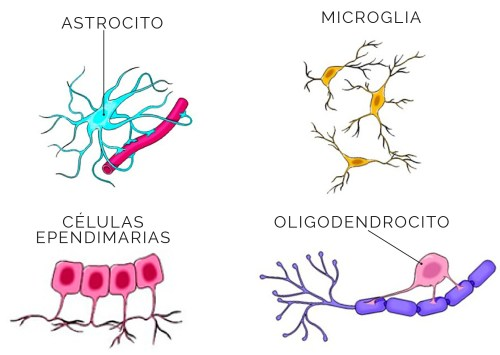 ASTROCITO
MICROGLIA
CÉLULAS
EPENDIMARIAS
OLIGODENDROCITO